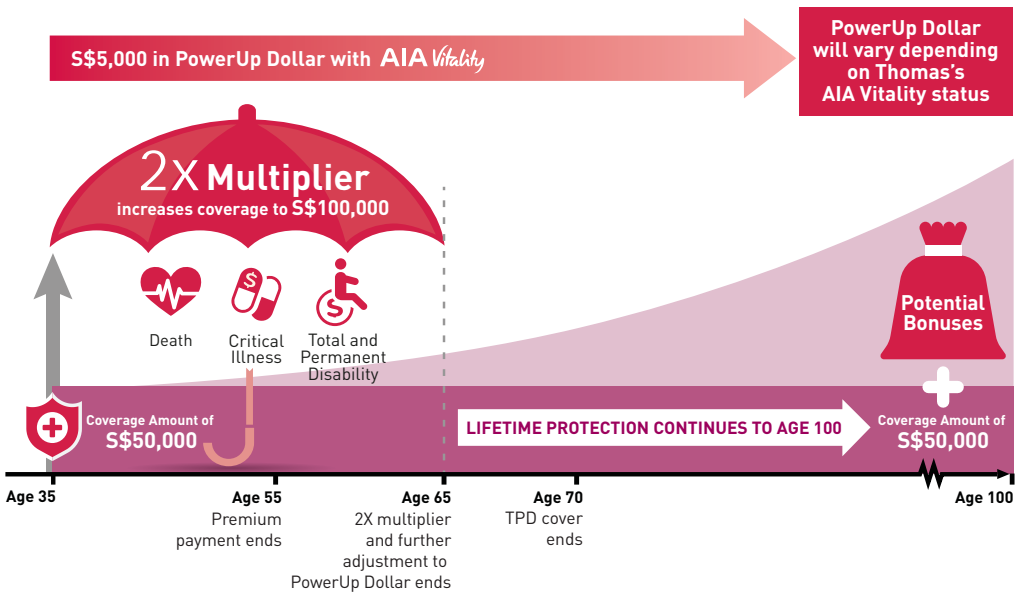 S$5,000 in PowerUp Dollar with AIA Vitality
PowerUp Dollar
will vary depending
on Thomas's
AIA Vitality status
2X Multiplier
increases coverage to S$100,000
Death
Critical
Illness
Total and
Permanent
Disability
$
S
Potential
Bonuses
Coverage Amount of
S$50,000
LIFETIME PROTECTION CONTINUES TO AGE 100
Coverage Amount of
S$50,000
Age 35
Age 55
Premium
payment ends
Age 65
2X multiplier
and further
adjustment to
PowerUp Dollar ends
Age 70
TPD cover
ends
Age 100